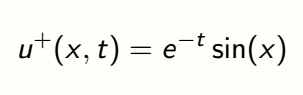 u⁺(x, t) = e⁻ᵗ sin(x)